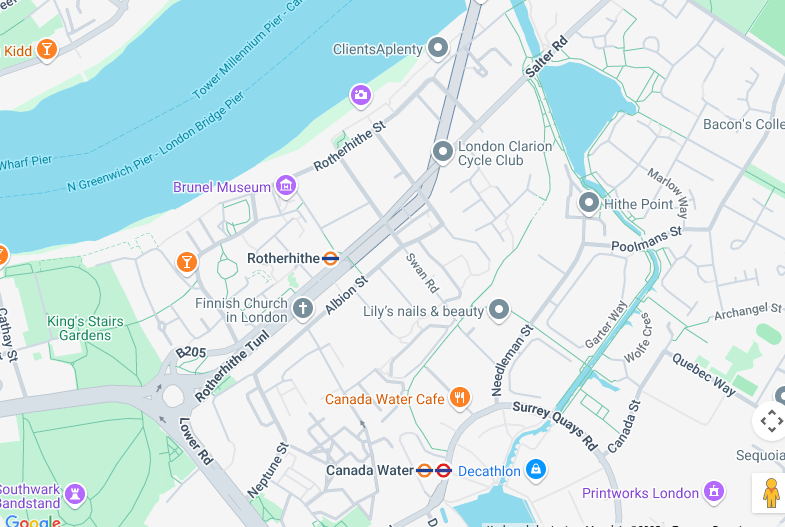 Kidd
Tower Millennium Pier - Can
ClientsAplenty
Salter Rd
N Greenwich Pier - London Bridge Pier
Wharf Pier
Rotherhithe St
London Clarion
Cycle Club
Bacon's Colle
Brunel Museum
Marlow Way
Hithe Point
Poolmans St
Rotherhithe
Swan Rd
Albion St
Finnish Church
in London
Lily's nails & beauty
King's Stairs
Gardens
Cathay St
Garter Way
Wolfe Cres
Archangel St
B205
Rotherhithe Tunl
Needleman St
Quebec Way
Canada Water Cafe
Surrey Quays Rd
Canada St
Lower Rd
Neptune St
Canada Water
Decathlon
Sequoia
Southwark
Bandstand
Printworks London
D
Google